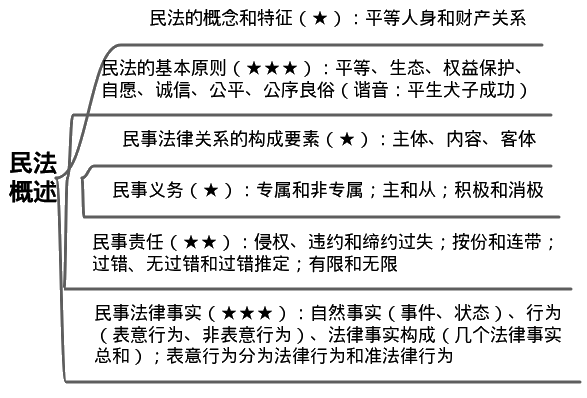 民法的概念和特征（★）：平等人身和财产关系
民法的基本原则（★★★）：平等、生态、权益保护、
自愿、诚信、公平、公序良俗（谐音：平生犬子成功）
民事法律关系的构成要素（★）：主体、内容、客体
民法
概述
民事义务（★）：专属和非专属；主和从；积极和消极
民事责任（★★）：侵权、违约和缔约过失；按份和连带；
过错、无过错和过错推定；有限和无限
民事法律事实（★★★）：自然事实（事件、状态）、行为
（表意行为、非表意行为）、法律事实构成（几个法律事实
总和）；表意行为分为法律行为和准法律行为